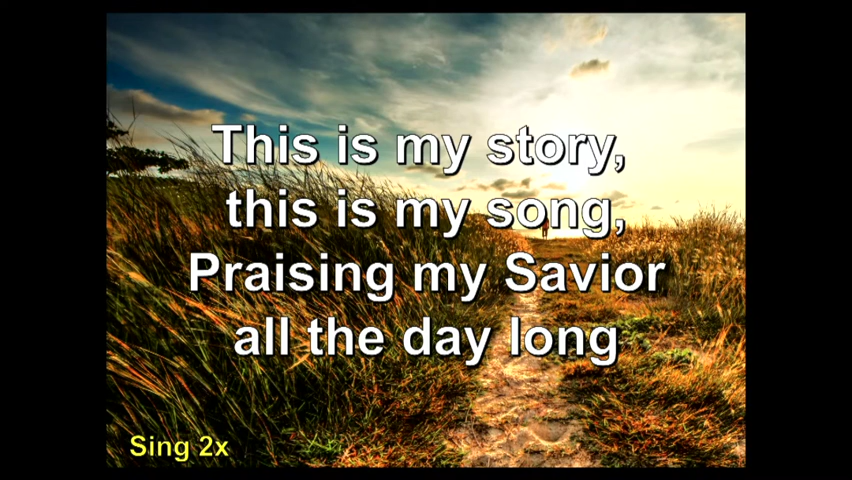 This is my story,
this is my song,
Praising my Savior
all the day long
Sing 2x